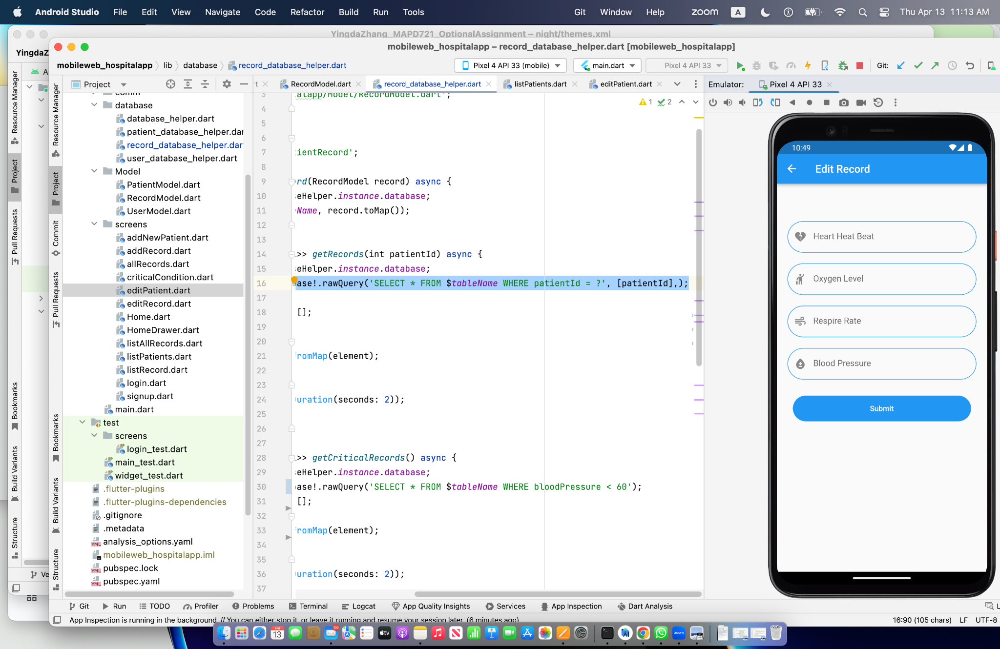 Android Studio File Edit View Navigate Code Refactor Build Run Tools Git Window Help zoom A Thu Apr 13 11:13 AM
YingdaZhang_MAPD721_OptionalAssignment – night/themes.xml
YingdaZ
mobileweb_hospitalapp – record_database_helper.dart [mobileweb_hospitalapp]
mobileweb_hospitalapp lib database record_database_helper.dart Pixel 4 API 33 (mobile) main.dart Pixel 4 API 33 Git:
A
Project RecordModel.dart record_database_helper.dart listPatients.dart editPatient.dart Emulator: Pixel 4 API 33
Resource Manager
Project
Pull Requests
Bookmarks
Build Variants
Structure
Ve
Resource Manager
Project
Commit
Pull Requests
Bookmarks
Build Variants
Structure
database
database_helper.dart
patient_database_helper.dar
record_database_helper.dar
user_database_helper.dart
Model
PatientModel.dart
RecordModel.dart
UserModel.dart
screens
addNewPatient.dart
addRecord.dart
allRecords.dart
criticalCondition.dart
editPatient.dart
editRecord.dart
Home.dart
HomeDrawer.dart
listAllRecords.dart
listPatients.dart
listRecord.dart
login.dart
signup.dart
main.dart
test
screens
login_test.dart
main_test.dart
widget_test.dart
.flutter-plugins
.flutter-plugins-dependencies
.gitignore
.metadata
analysis_options.yaml
mobileweb_hospitalapp.iml
pubspec.lock
pubspec.yaml
1 2
3 alapp/Model/RecordModel.dart';
4
5
6
7 tientRecord';
8
9 rd(RecordModel record) async {
10 eHelper.instance.database;
11 Name, record.toMap());
12
13
14 >> getRecords(int patientId) async {
15 eHelper.instance.database;
16 ase!.rawQuery('SELECT * FROM $tableName WHERE patientId = ?', [patientId],);
17
18 [];
19
20
21 romMap(element);
22
23
24 uration(seconds: 2));
25
26
27
28 >> getCriticalRecords() async {
29 eHelper.instance.database;
30 ase!.rawQuery('SELECT * FROM $tableName WHERE bloodPressure < 60');
31 [];
32
33 romMap(element);
34
35
36 uration(seconds: 2));
37
10:49
Edit Record
Heart Heat Beat
Oxygen Level
Respire Rate
Blood Pressure
Submit
Git Run TODO Profiler Problems Terminal Logcat App Quality Insights Services App Inspection Dart Analysis L
App Inspection is running in the background. // You can either stop it, or leave it running and resume your session later. (6 minutes ago) 16:90 (105 chars) LF UTF-8
APR
13
100
tv
zoom